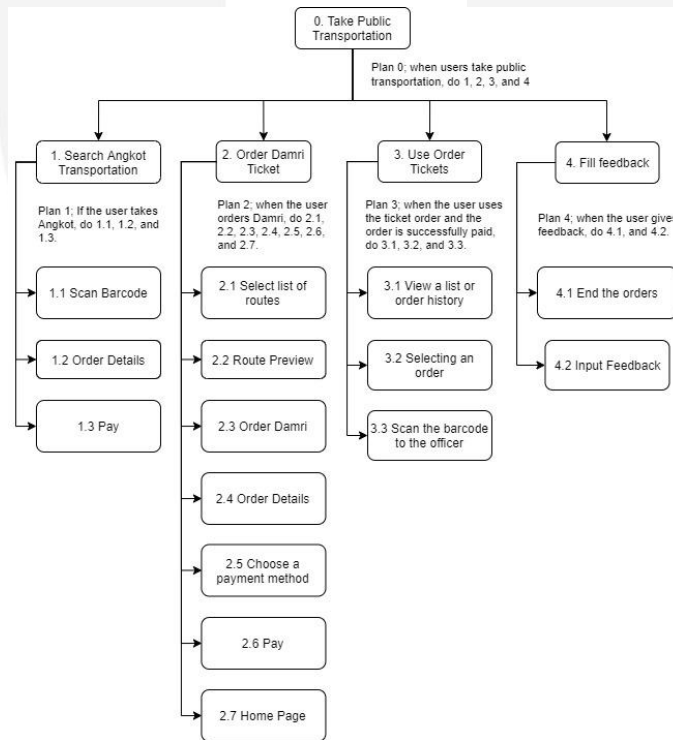 0. Take Public
Transportation
Plan 0; when users take public
transportation, do 1, 2, 3, and 4
1. Search Angkot
Transportation
2. Order Damri
Ticket
3. Use Order
Tickets
4. Fill feedback
Plan 1; If the user takes
Angkot, do 1.1, 1.2, and
1.3.
Plan 2; when the user
orders Damri, do 2.1,
2.2, 2.3, 2.4, 2.5, 2.6,
and 2.7.
Plan 3; when the user uses
the ticket order and the
order is successfully paid,
do 3.1, 3.2, and 3.3.
Plan 4; when the user gives
feedback, do 4.1, and 4.2.
1.1 Scan Barcode
2.1 Select list of
routes
3.1 View a list or
order history
4.1 End the orders
1.2 Order Details
2.2 Route Preview
3.2 Selecting an
order
4.2 Input Feedback
1.3 Pay
2.3 Order Damri
3.3 Scan the barcode
to the officer
2.4 Order Details
2.5 Choose a
payment method
2.6 Pay
2.7 Home Page